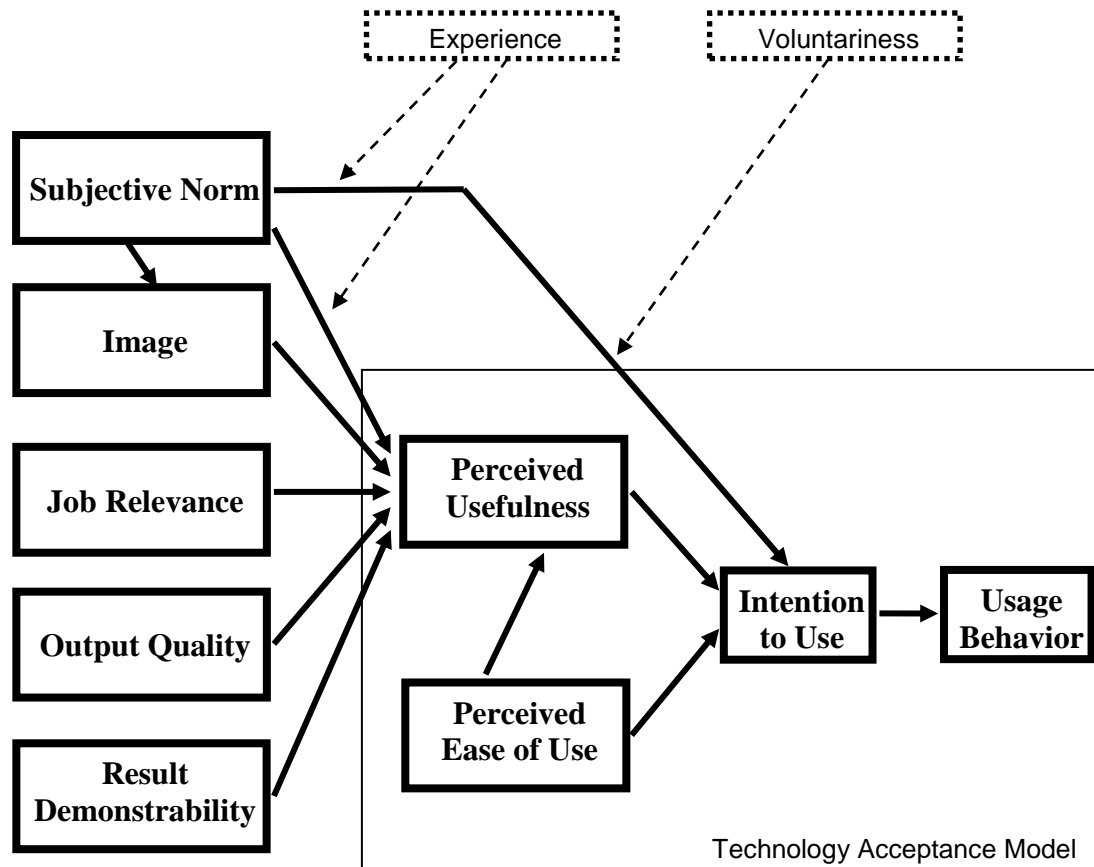 Experience
Voluntariness
Subjective Norm
Image
Job Relevance
Output Quality
Result
Demonstrability
Perceived
Usefulness
Perceived
Ease of Use
Intention
to Use
Usage
Behavior
Technology Acceptance Model